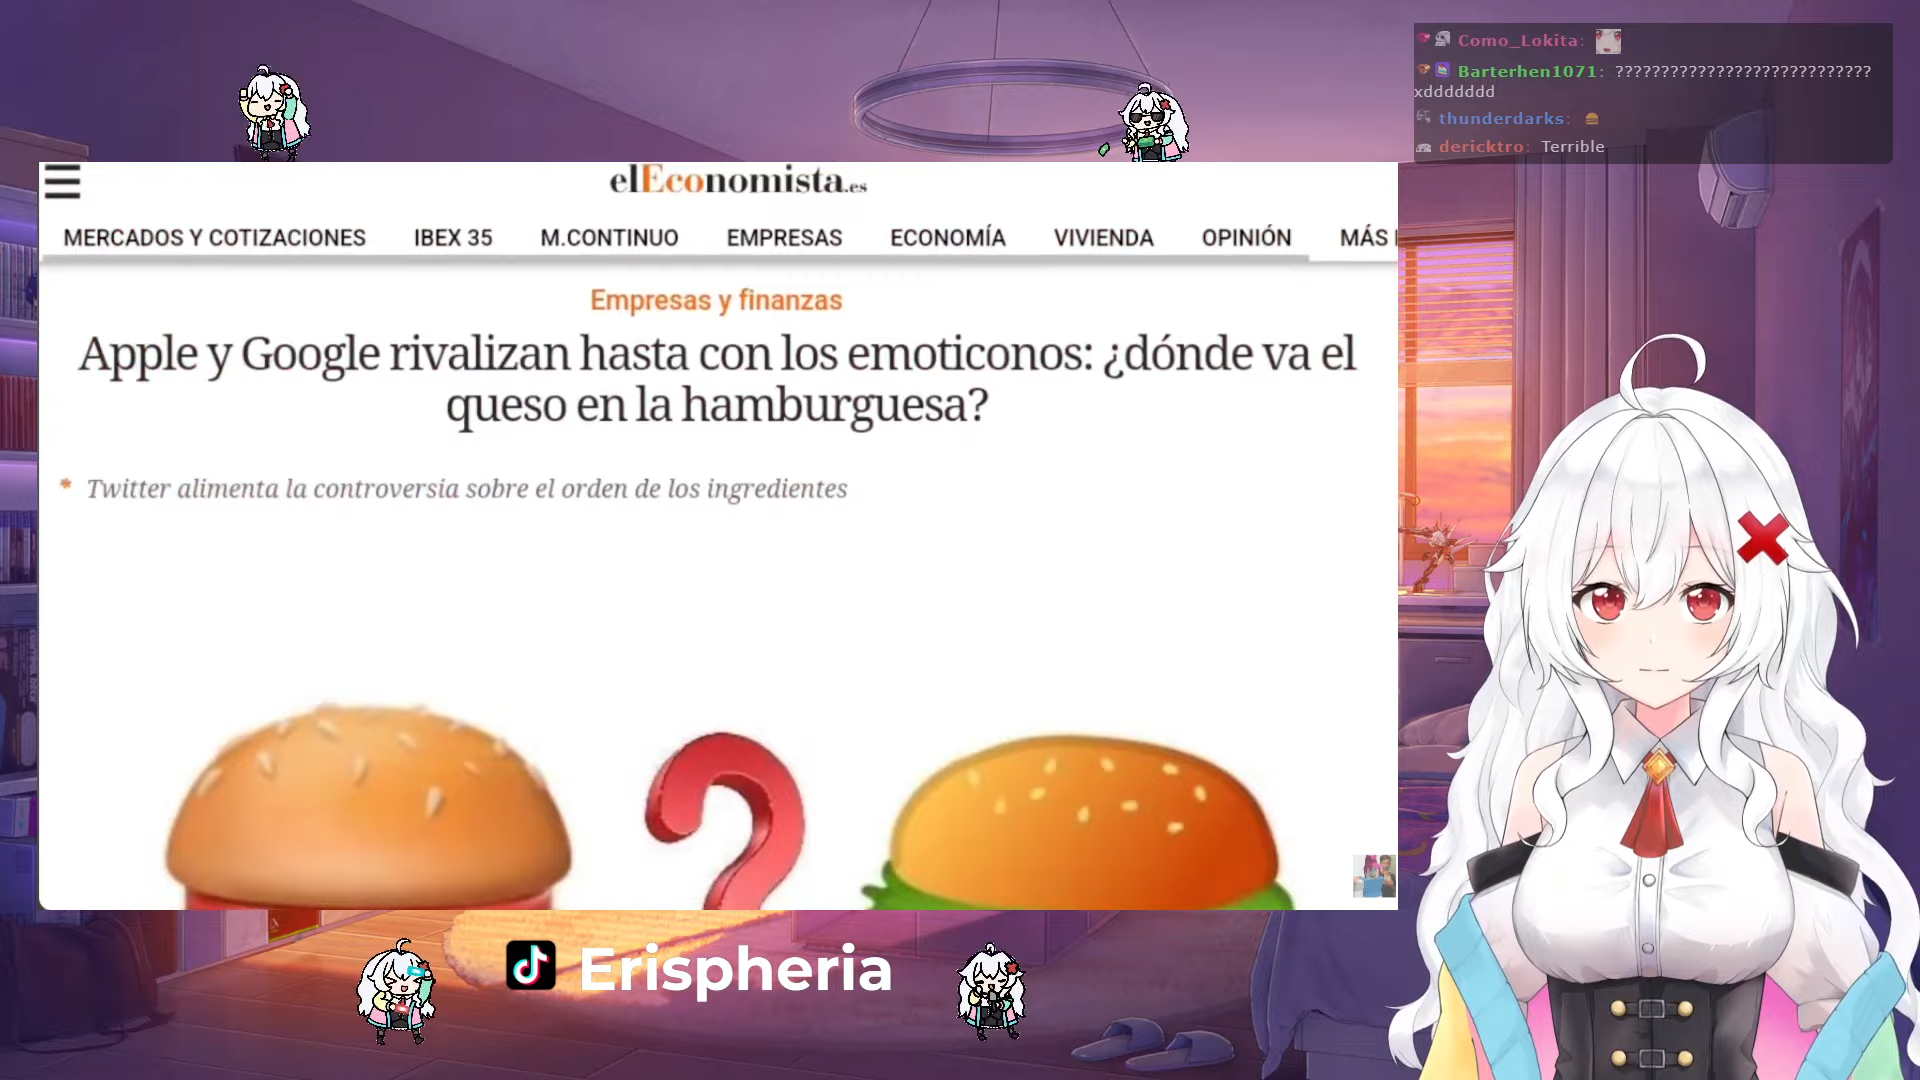 Como_Lokita:
Barterhen1071: ????????????????????????????
xddddddd
thunderdarks:
dericktro: Terrible
elEconomista.es
MERCADOS Y COTIZACIONES IBEX 35 M.CONTINUO EMPRESAS ECONOMÍA VIVIENDA OPINIÓN MÁS
Empresas y finanzas
Apple y Google rivalizan hasta con los emoticonos: ¿dónde va el
queso en la hamburguesa?
* Twitter alimenta la controversia sobre el orden de los ingredientes
?
Erispheria